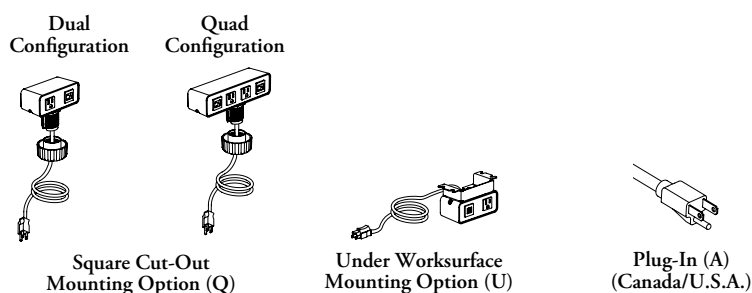 Dual
Configuration
Quad
Configuration
Square Cut-Out
Mounting Option (Q)
Under Worksurface
Mounting Option (U)
Plug-In (A)
(Canada/U.S.A.)